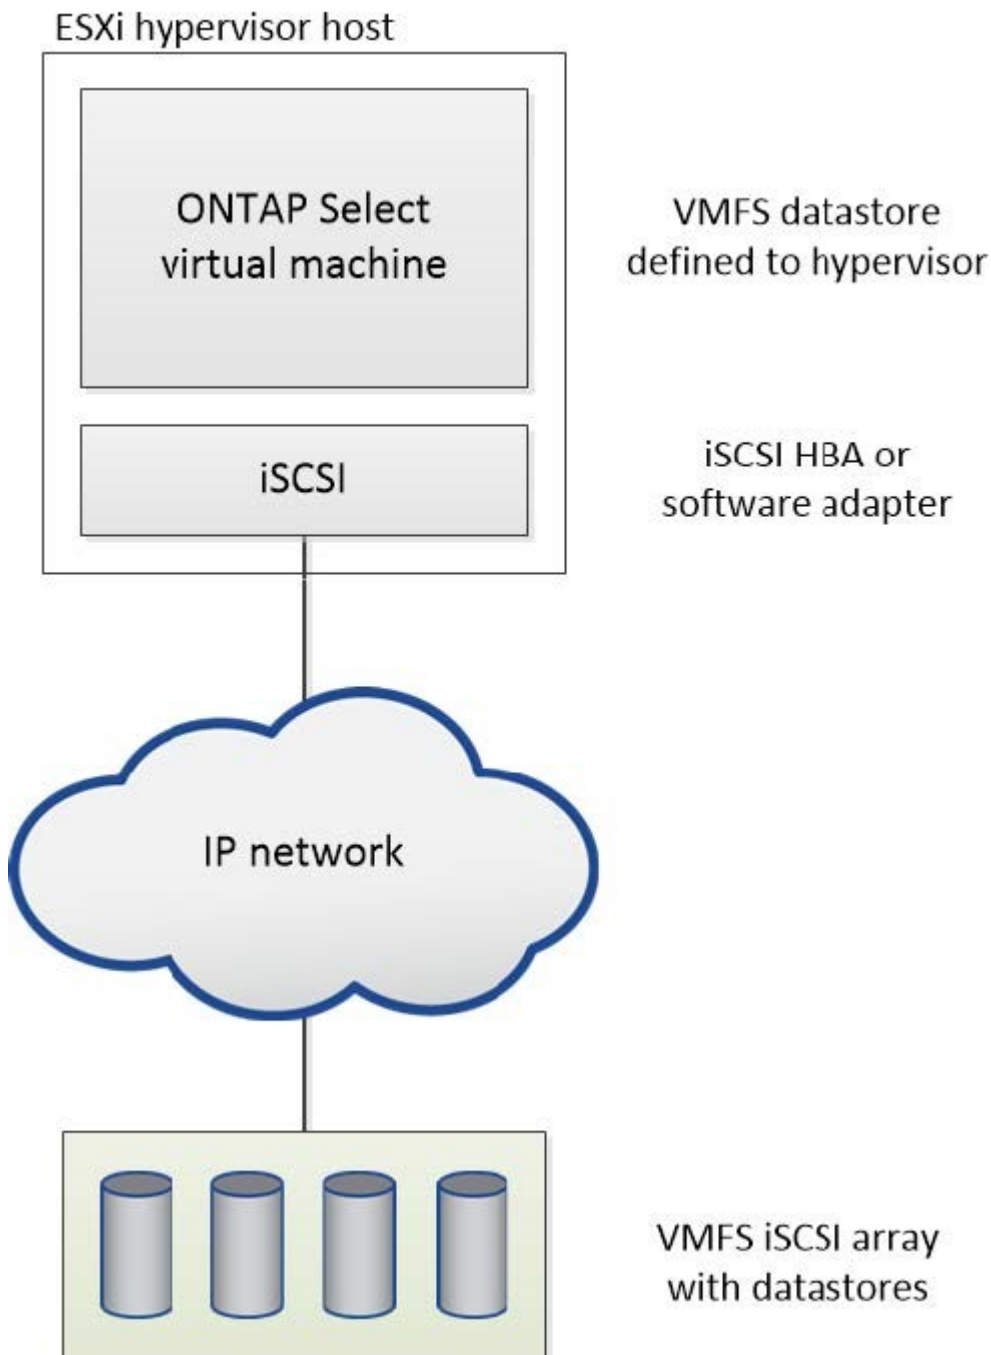 ESXi hypervisor host
ONTAP Select
virtual machine
VMFS datastore
defined to hypervisor
iSCSI
iSCSI HBA or
software adapter
IP network
VMFS iSCSI array
with datastores